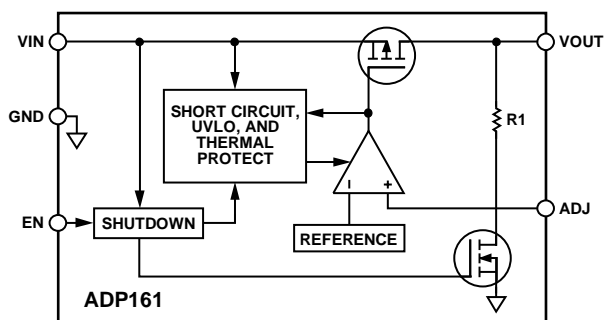 VIN
VOUT
GND
SHORT CIRCUIT,
UVLO, AND
THERMAL
PROTECT
R1
– +
ADJ
EN
SHUTDOWN
REFERENCE
ADP161